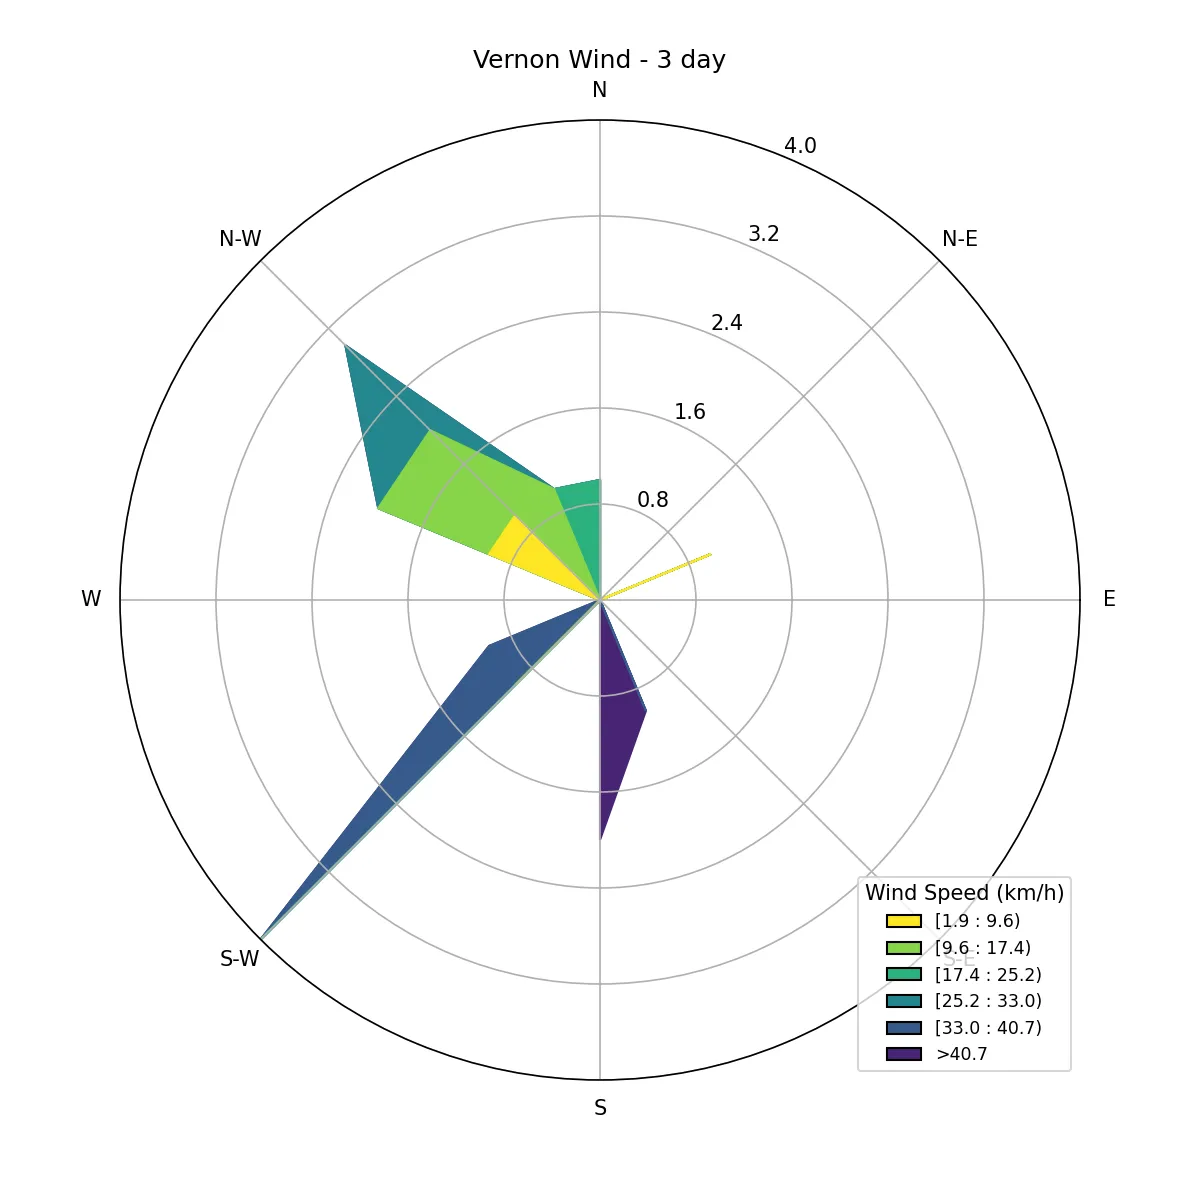 Vernon Wind - 3 day
N
4.0
N-W
3.2
N-E
2.4
1.6
0.8
W
E
Wind Speed (km/h)
[1.9 : 9.6)
[9.6 : 17.4)
S-W
S-E
[17.4 : 25.2)
[25.2 : 33.0)
[33.0 : 40.7)
>40.7
S